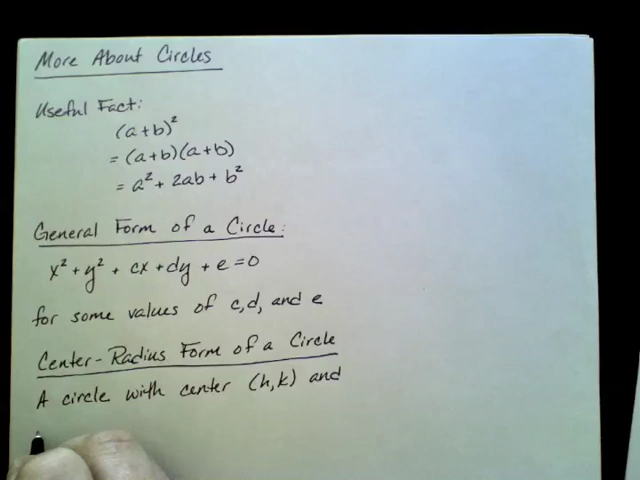 More About Circles
Useful Fact:
(a+b)²
= (a+b)(a+b)
= a² + 2ab + b²
General Form of a Circle:
x² + y² + cx + dy + e = 0
for some values of c, d, and e
Center-Radius Form of a Circle
A circle with center (h,k) and